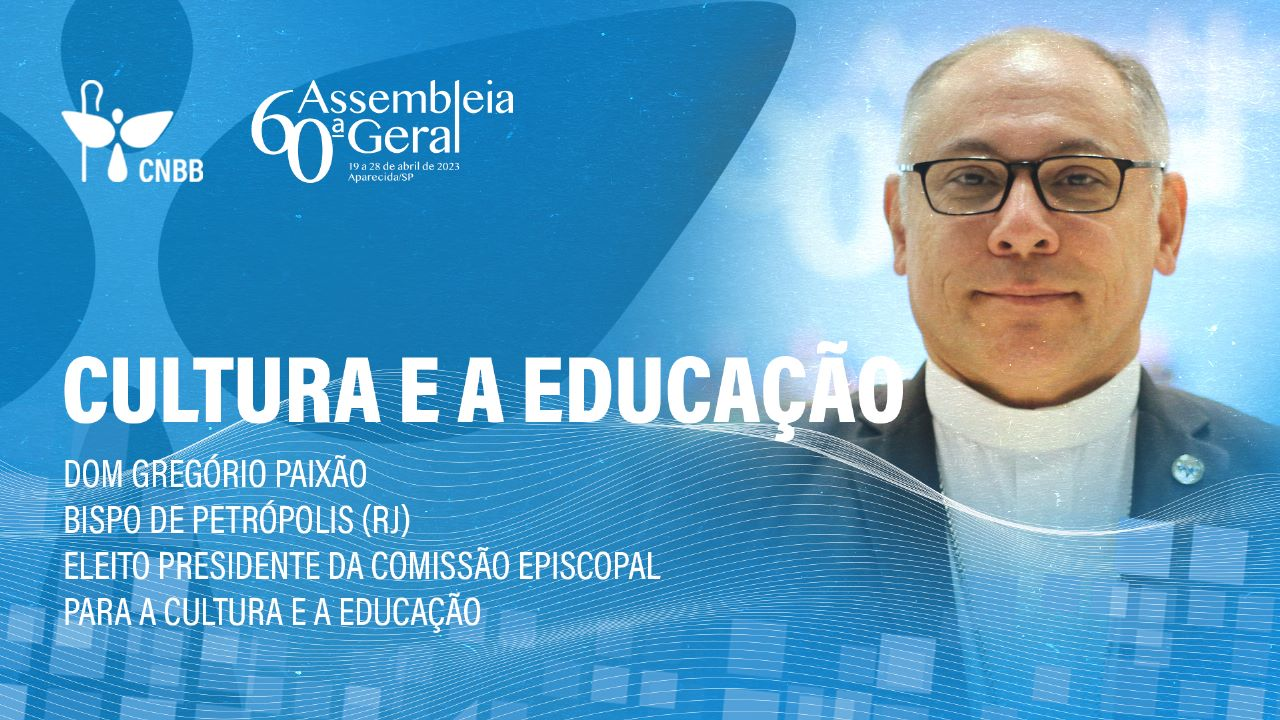 CNBB
60ª Assembleia Geral
19 a 28 de abril de 2023
Aparecida/SP
CULTURA E A EDUCAÇÃO
DOM GREGÓRIO PAIXÃO
BISPO DE PETRÓPOLIS (RJ)
ELEITO PRESIDENTE DA COMISSÃO EPISCOPAL
PARA A CULTURA E A EDUCAÇÃO